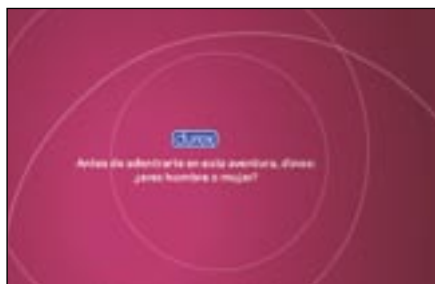 durex
Antes de adentrarte en esta aventura, dinos:
¿eres hombre o mujer?